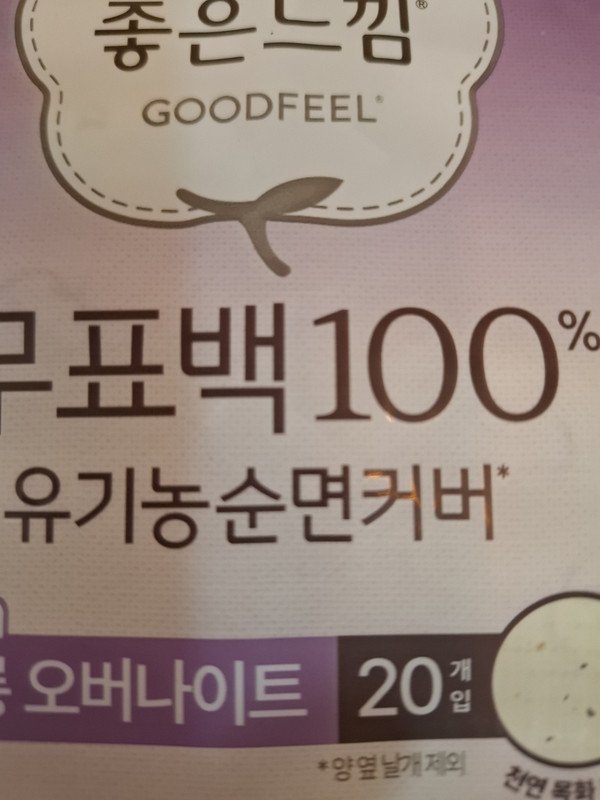 좋은느낌®
GOODFEEL®
무표백100%
유기농순면커버*
롱 오버나이트 20개입
*양 옆 날개 제외
천연 목화